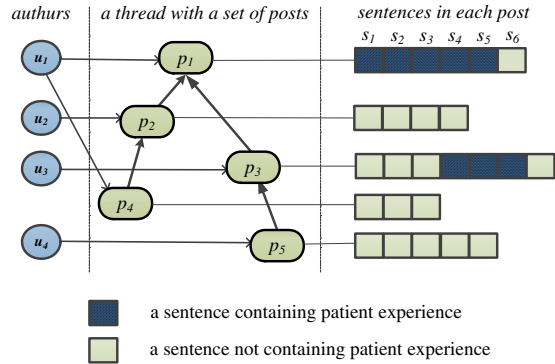 authurs a thread with a set of posts sentences in each post
s1 s2 s3 s4 s5 s6
u1 p1
u2 p2
u3 p3
p4
u4 p5
a sentence containing patient experience
a sentence not containing patient experience